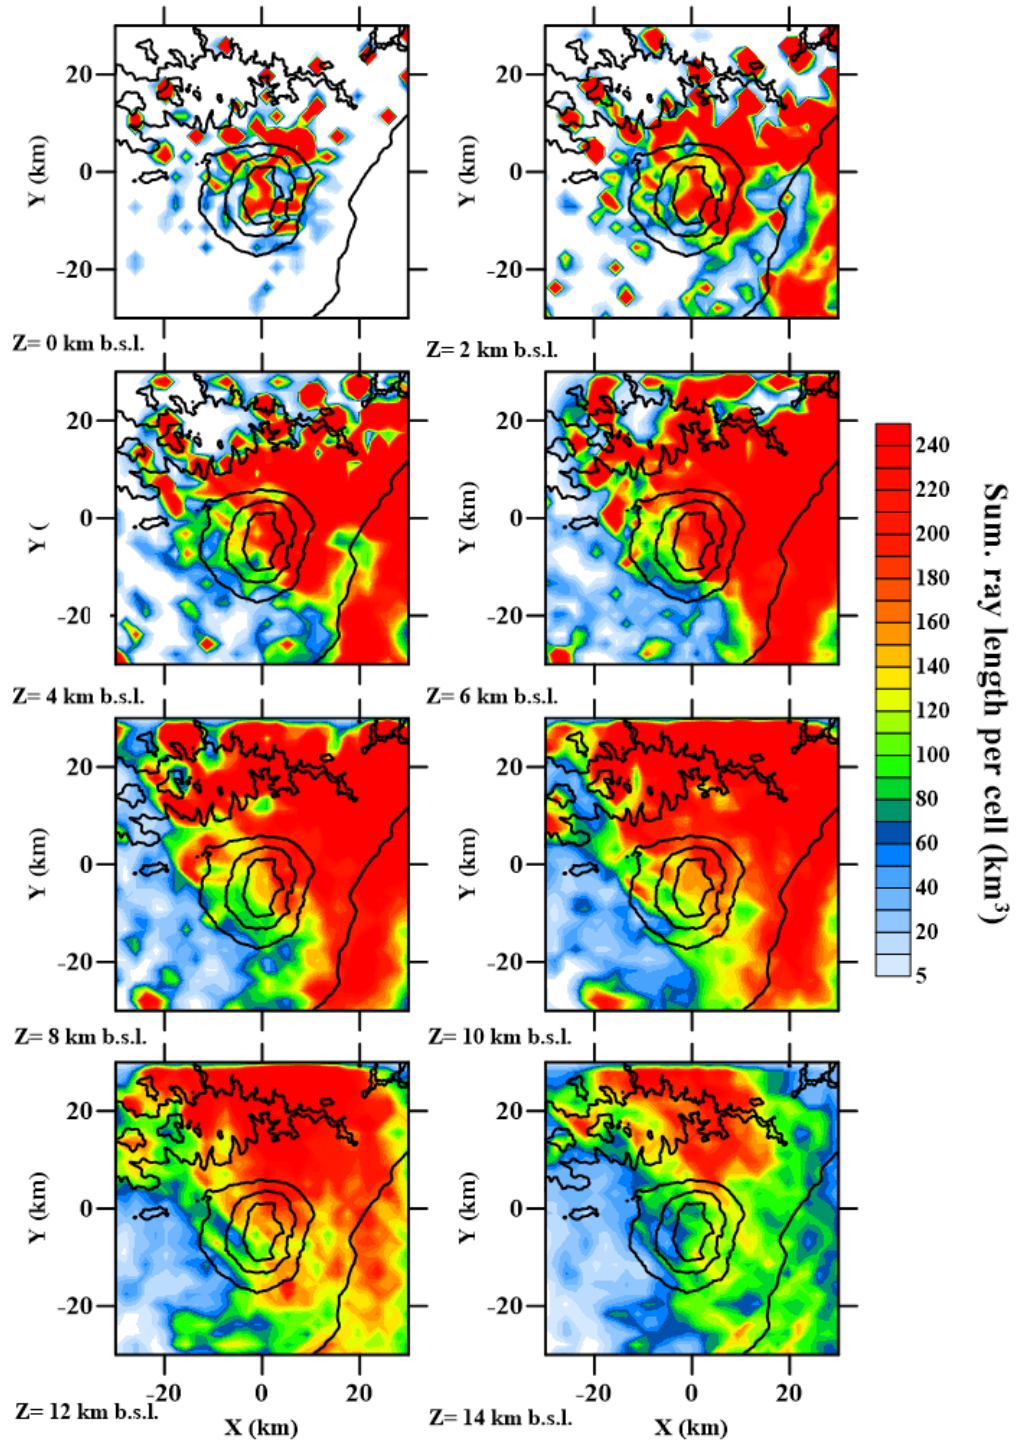 20
0
-20
Y (km)
Z= 0 km b.s.l.
20
0
-20
Y (km)
Z= 2 km b.s.l.
20
0
-20
Y (
Z= 4 km b.s.l.
20
0
-20
Y (km)
Z= 6 km b.s.l.
20
0
-20
Y (km)
Z= 8 km b.s.l.
20
0
-20
Y (km)
Z= 10 km b.s.l.
20
0
-20
Y (km)
-20 0 20
X (km)
Z= 12 km b.s.l.
20
0
-20
Y (km)
-20 0 20
X (km)
Z= 14 km b.s.l.
240
220
200
180
160
140
120
100
80
60
40
20
5
Sum. ray length per cell (km³)